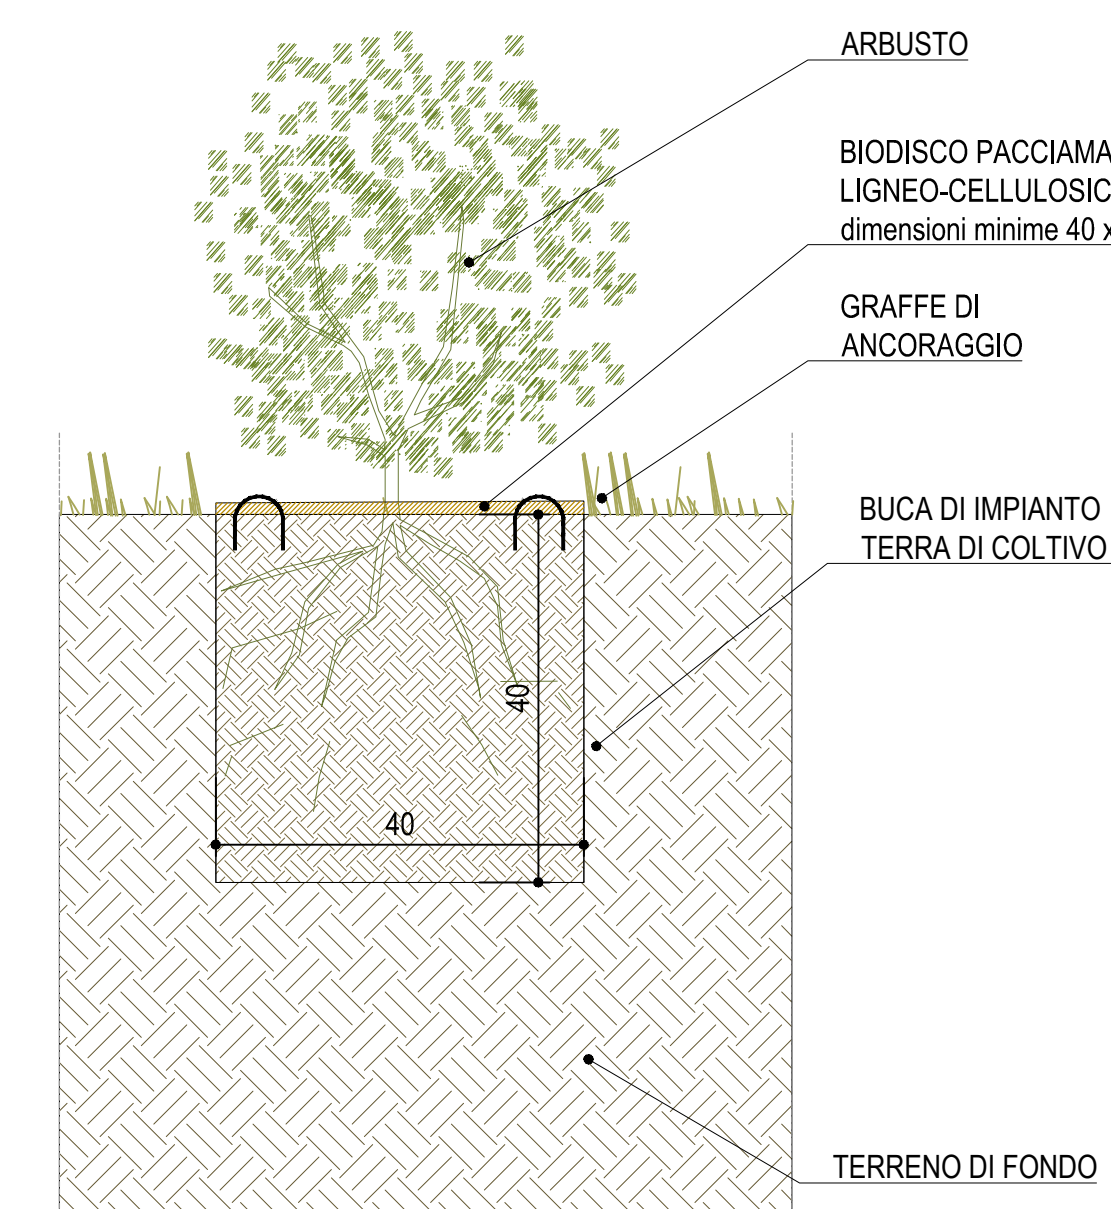 ARBUSTO
BIODISCO PACCIAMA
LIGNEO-CELLULOSIC
dimensioni minime 40 x
GRAFFE DI
ANCORAGGIO
BUCA DI IMPIANTO
TERRA DI COLTIVO
40
40
TERRENO DI FONDO